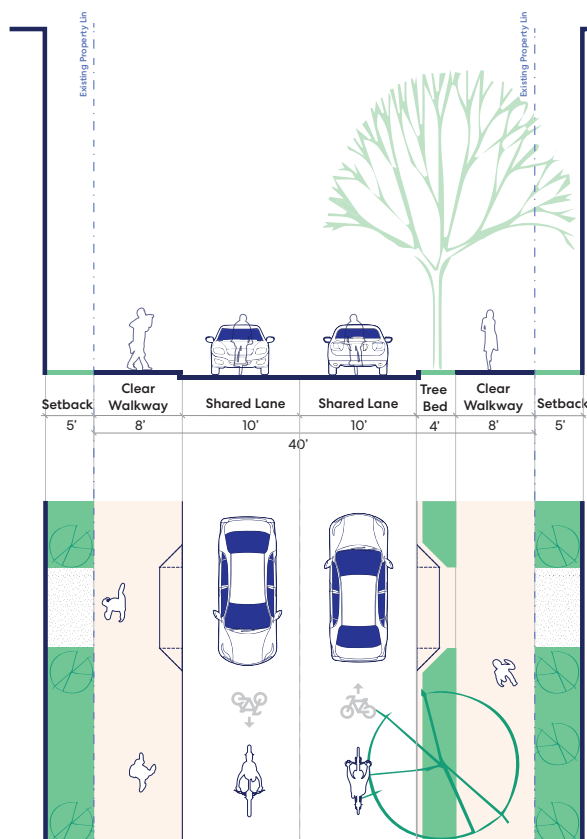 Existing Property Lin
Existing Property Lin
Setback
Clear
Walkway
Shared Lane
Shared Lane
Tree
Bed
Clear
Walkway
Setback
5'
8'
10'
10'
4'
8'
5'
40'